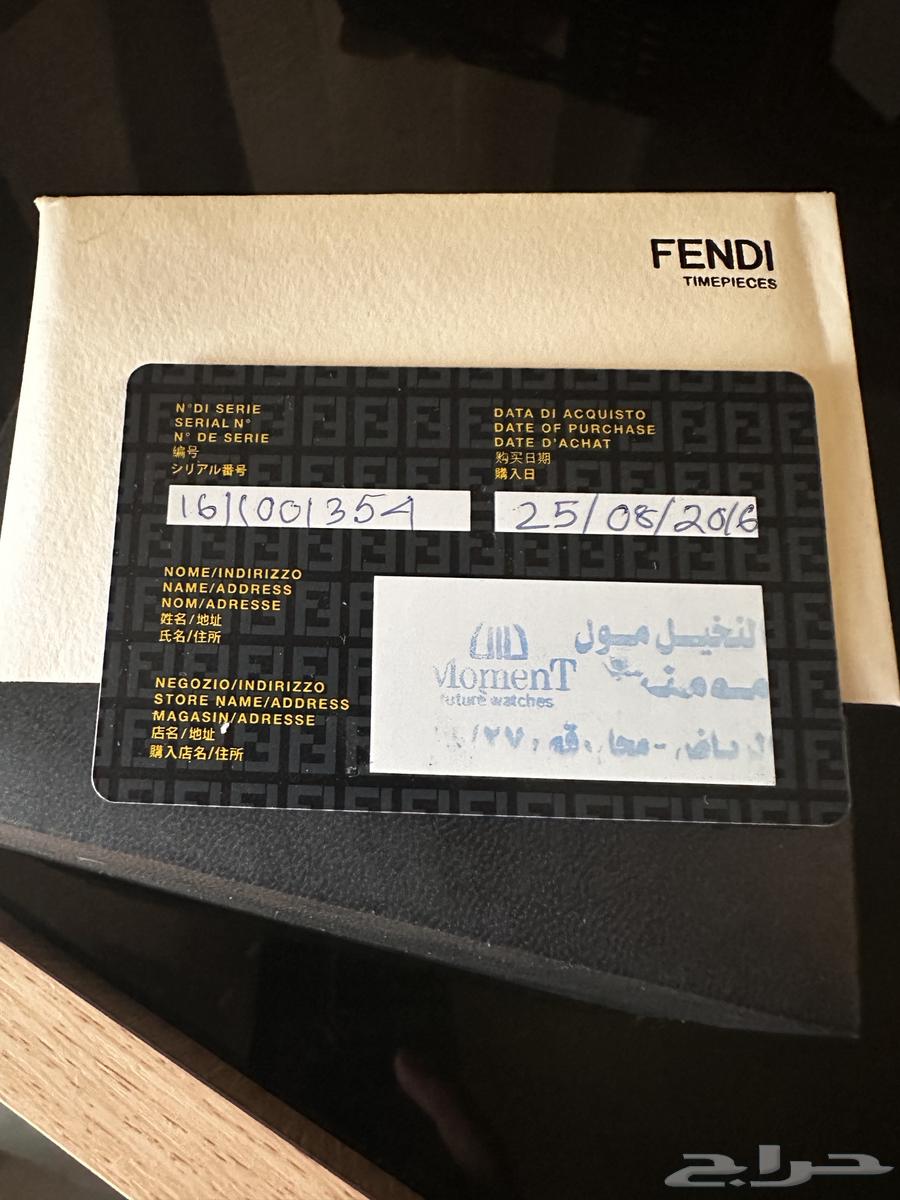 FENDI
TIMEPIECES
N°DI SERIE
SERIAL N°
N° DE SERIE
编号
シリアル番号
DATA DI ACQUISTO
DATE OF PURCHASE
DATE D'ACHAT
购买日期
購入日
25/08/2016
NOME/INDIRIZZO
NAME/ADDRESS
NOM/ADRESSE
姓名/地址
氏名/住所
NEGOZIO/INDIRIZZO
STORE NAME/ADDRESS
MAGASIN/ADRESSE
店名/地址
購入店名/住所
النخيل مول
MomenT
future watches
حراج